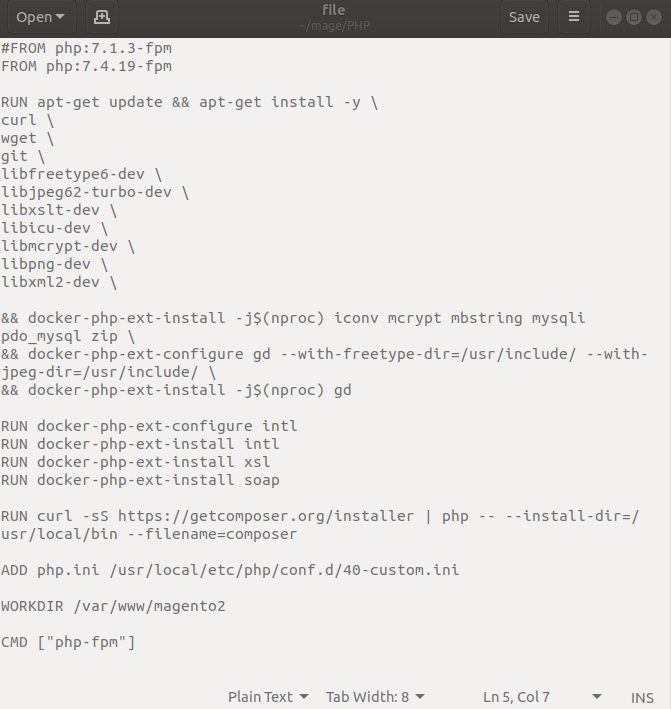 Open
file
~/mage/PHP
Save
#FROM php:7.1.3-fpm
FROM php:7.4.19-fpm
RUN apt-get update && apt-get install -y \
curl \
wget \
git \
libfreetype6-dev \
libjpeg62-turbo-dev \
libxslt-dev \
libicu-dev \
libmcrypt-dev \
libpng-dev \
libxml2-dev \
&& docker-php-ext-install -j$(nproc) iconv mcrypt mbstring mysqli
pdo_mysql zip \
&& docker-php-ext-configure gd --with-freetype-dir=/usr/include/ --with-
jpeg-dir=/usr/include/ \
&& docker-php-ext-install -j$(nproc) gd
RUN docker-php-ext-configure intl
RUN docker-php-ext-install intl
RUN docker-php-ext-install xsl
RUN docker-php-ext-install soap
RUN curl -sS https://getcomposer.org/installer | php -- --install-dir=/
usr/local/bin --filename=composer
ADD php.ini /usr/local/etc/php/conf.d/40-custom.ini
WORKDIR /var/www/magento2
CMD ["php-fpm"]
Plain Text Tab Width: 8 Ln 5, Col 7 INS